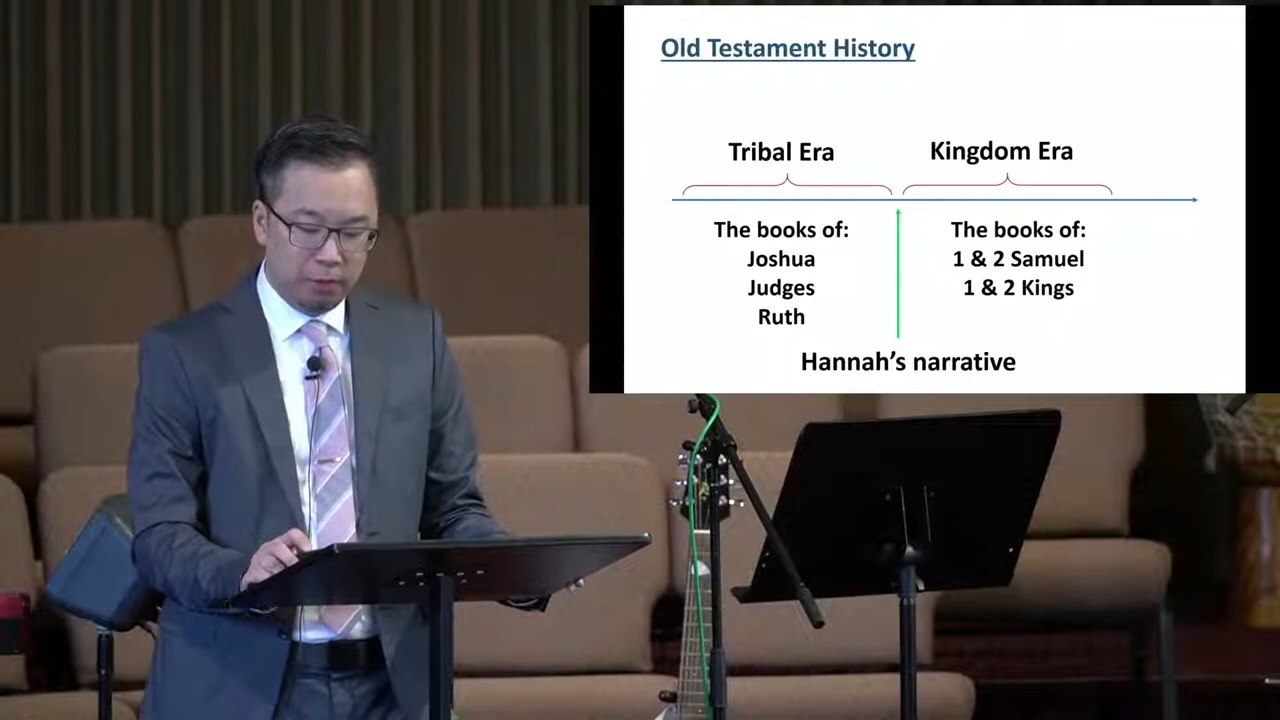 Old Testament History
Tribal Era
Kingdom Era
The books of:
Joshua
Judges
Ruth
The books of:
1 & 2 Samuel
1 & 2 Kings
Hannah’s narrative